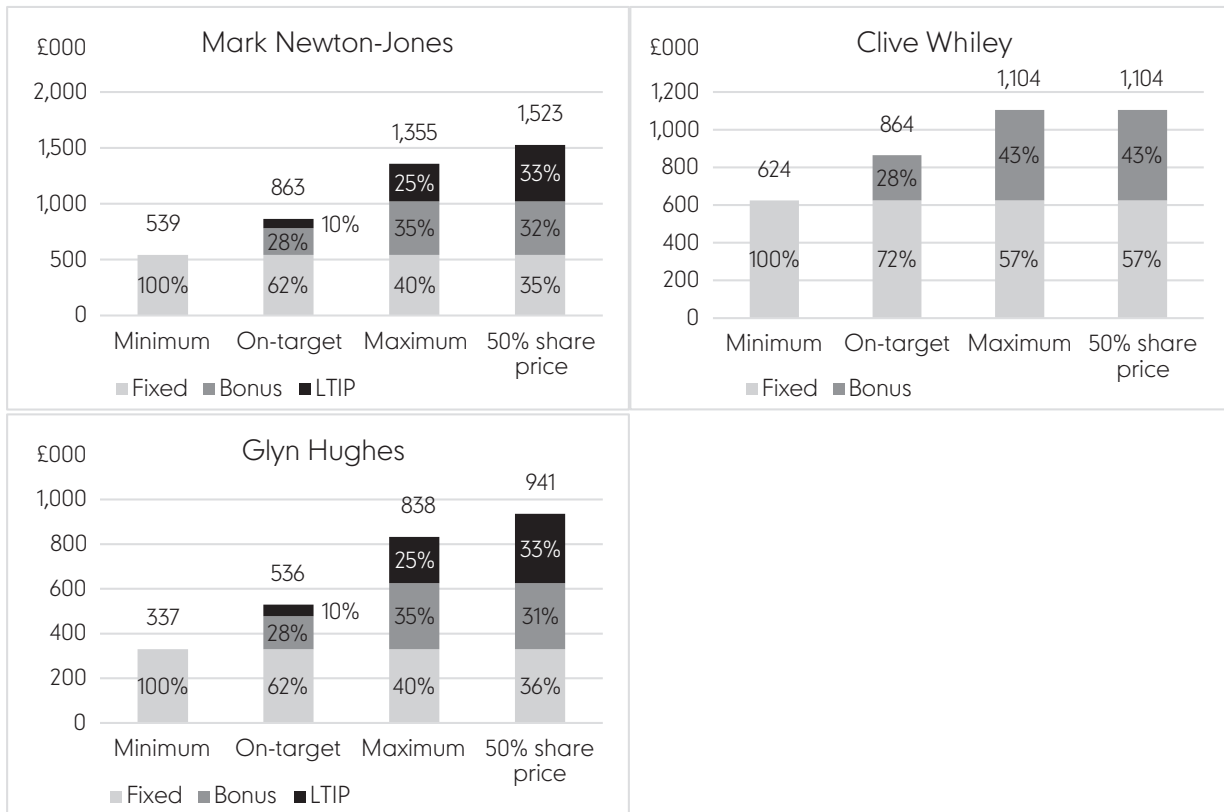 Mark Newton-Jones
£000
2,000
1,500
1,000
500
0
539
863
1,355
1,523
100%
62%
28%
10%
40%
35%
25%
35%
32%
33%
Minimum
On-target
Maximum
50% share
price
Fixed
Bonus
LTIP
Clive Whiley
£000
1,200
1,000
800
600
400
200
0
624
864
1,104
1,104
100%
72%
28%
57%
43%
57%
43%
Minimum
On-target
Maximum
50% share
price
Fixed
Bonus
Glyn Hughes
£000
1,000
800
600
400
200
0
337
536
838
941
100%
62%
28%
10%
40%
35%
25%
36%
31%
33%
Minimum
On-target
Maximum
50% share
price
Fixed
Bonus
LTIP